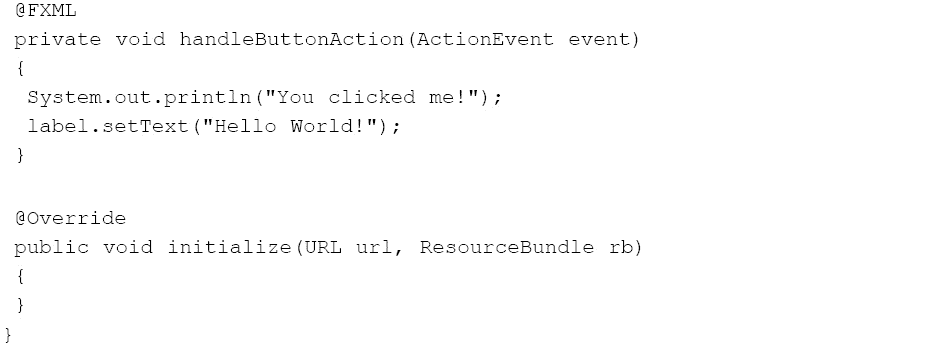 @FXML
private void handleButtonAction(ActionEvent event)
{
System.out.println("You clicked me!");
label.setText("Hello World!");
}
@Override
public void initialize(URL url, ResourceBundle rb)
{
}
}